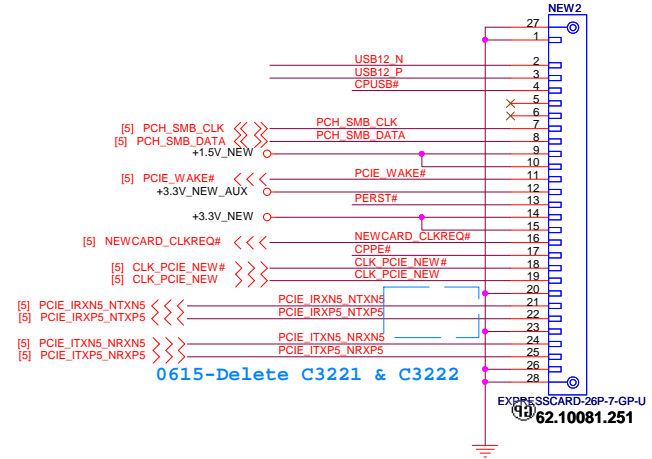 NEW2
27
1
USB12_N 2
USB12_P 3
CPUSB# 4
5
6
[5] PCH_SMB_CLK PCH_SMB_CLK 7
[5] PCH_SMB_DATA PCH_SMB_DATA 8
+1.5V_NEW 9
10
[5] PCIE_WAKE# PCIE_WAKE# 11
+3.3V_NEW_AUX 12
PERST# 13
+3.3V_NEW 14
15
[5] NEWCARD_CLKREQ# NEWCARD_CLKREQ# 16
CPPE# 17
[5] CLK_PCIE_NEW# CLK_PCIE_NEW# 18
[5] CLK_PCIE_NEW CLK_PCIE_NEW 19
20
[5] PCIE_IRXN5_NTXN5 PCIE_IRXN5_NTXN5 21
[5] PCIE_IRXP5_NTXP5 PCIE_IRXP5_NTXP5 22
23
[5] PCIE_ITXN5_NRXN5 PCIE_ITXN5_NRXN5 24
[5] PCIE_ITXP5_NRXP5 PCIE_ITXP5_NRXP5 25
0615-Delete C3221 & C3222 26
28
EXPRESSCARD-26P-7-GP-U
GP 62.10081.251